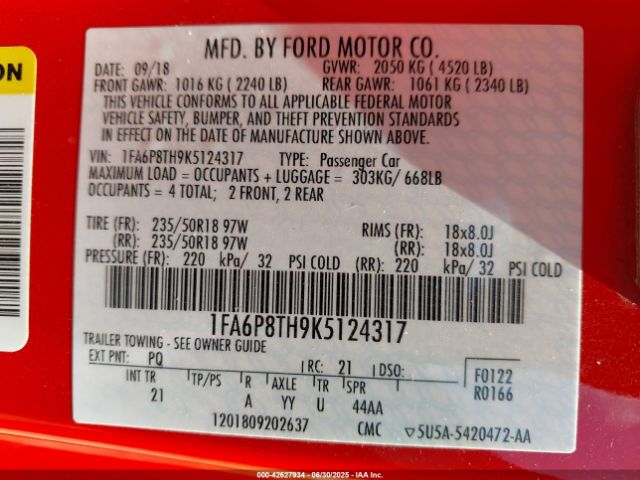 ON
MFD. BY FORD MOTOR CO.
DATE: 09/18 GVWR: 2050 KG ( 4520 LB)
FRONT GAWR: 1016 KG ( 2240 LB) REAR GAWR: 1061 KG ( 2340 LB)
THIS VEHICLE CONFORMS TO ALL APPLICABLE FEDERAL MOTOR
VEHICLE SAFETY, BUMPER, AND THEFT PREVENTION STANDARDS
IN EFFECT ON THE DATE OF MANUFACTURE SHOWN ABOVE.
VIN: 1FA6P8TH9K5124317 TYPE: Passenger Car
MAXIMUM LOAD = OCCUPANTS + LUGGAGE = 303KG/ 668LB
OCCUPANTS = 4 TOTAL; 2 FRONT, 2 REAR
TIRE (FR): 235/50R18 97W RIMS (FR): 18x8.0J
(RR): 235/50R18 97W (RR): 18x8.0J
PRESSURE (FR): 220 kPa/ 32 PSI COLD (RR): 220 kPa/ 32 PSI COLD
1FA6P8TH9K5124317
TRAILER TOWING - SEE OWNER GUIDE
EXT PNT: PQ RC: 21 DSO: F0122
INT TR TP/PS R AXLE TR SPR R0166
21 A YY U 44AA
1201809202637 CMC ▽5U5A-5420472-AA
000-42627934 - 06/30/2025 - IAA Inc.